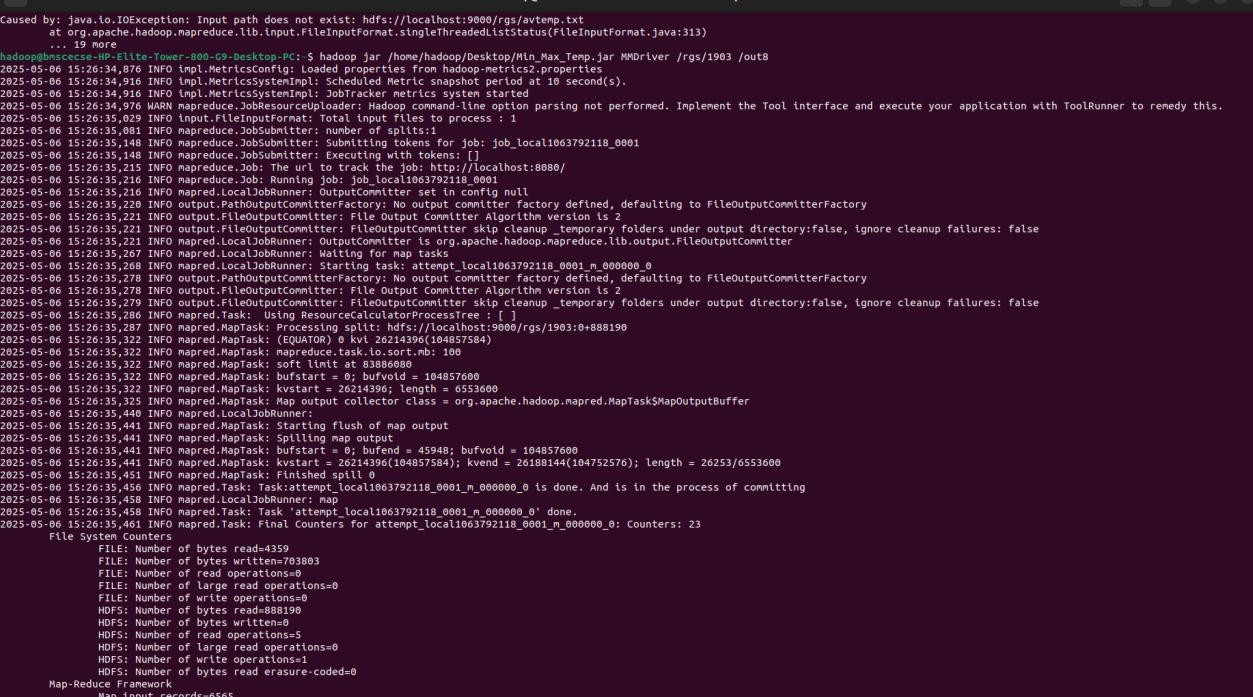 Caused by: java.io.IOException: Input path does not exist: hdfs://localhost:9000/rgs/avtemp.txt
at org.apache.hadoop.mapreduce.lib.input.FileInputFormat.singleThreadedListStatus(FileInputFormat.java:313)
... 19 more
hadoop@bmscecse-HP-Elite-Tower-800-G9-Desktop-PC:~$ hadoop jar /home/hadoop/Desktop/Min_Max_Temp.jar MMDriver /rgs/1903 /out8
2025-05-06 15:26:34,876 INFO impl.MetricsConfig: Loaded properties from hadoop-metrics2.properties
2025-05-06 15:26:34,916 INFO impl.MetricsSystemImpl: Scheduled Metric snapshot period at 10 second(s).
2025-05-06 15:26:34,916 INFO impl.MetricsSystemImpl: JobTracker metrics system started
2025-05-06 15:26:34,976 WARN mapreduce.JobResourceUploader: Hadoop command-line option parsing not performed. Implement the Tool interface and execute your application with ToolRunner to remedy this.
2025-05-06 15:26:35,029 INFO input.FileInputFormat: Total input files to process : 1
2025-05-06 15:26:35,081 INFO mapreduce.JobSubmitter: number of splits:1
2025-05-06 15:26:35,148 INFO mapreduce.JobSubmitter: Submitting tokens for job: job_local1063792118_0001
2025-05-06 15:26:35,148 INFO mapreduce.JobSubmitter: Executing with tokens: []
2025-05-06 15:26:35,215 INFO mapreduce.Job: The url to track the job: http://localhost:8080/
2025-05-06 15:26:35,216 INFO mapreduce.Job: Running job: job_local1063792118_0001
2025-05-06 15:26:35,216 INFO mapred.LocalJobRunner: OutputCommitter set in config null
2025-05-06 15:26:35,220 INFO output.PathOutputCommitterFactory: No output committer factory defined, defaulting to FileOutputCommitterFactory
2025-05-06 15:26:35,221 INFO output.FileOutputCommitter: File Output Committer Algorithm version is 2
2025-05-06 15:26:35,221 INFO output.FileOutputCommitter: FileOutputCommitter skip cleanup _temporary folders under output directory:false, ignore cleanup failures: false
2025-05-06 15:26:35,221 INFO mapred.LocalJobRunner: OutputCommitter is org.apache.hadoop.mapreduce.lib.output.FileOutputCommitter
2025-05-06 15:26:35,267 INFO mapred.LocalJobRunner: Waiting for map tasks
2025-05-06 15:26:35,268 INFO mapred.LocalJobRunner: Starting task: attempt_local1063792118_0001_m_000000_0
2025-05-06 15:26:35,278 INFO output.PathOutputCommitterFactory: No output committer factory defined, defaulting to FileOutputCommitterFactory
2025-05-06 15:26:35,278 INFO output.FileOutputCommitter: File Output Committer Algorithm version is 2
2025-05-06 15:26:35,279 INFO output.FileOutputCommitter: FileOutputCommitter skip cleanup _temporary folders under output directory:false, ignore cleanup failures: false
2025-05-06 15:26:35,286 INFO mapred.Task:  Using ResourceCalculatorProcessTree : [ ]
2025-05-06 15:26:35,287 INFO mapred.MapTask: Processing split: hdfs://localhost:9000/rgs/1903:0+888190
2025-05-06 15:26:35,322 INFO mapred.MapTask: (EQUATOR) 0 kvi 26214396(104857584)
2025-05-06 15:26:35,322 INFO mapred.MapTask: mapreduce.task.io.sort.mb: 100
2025-05-06 15:26:35,322 INFO mapred.MapTask: soft limit at 83886080
2025-05-06 15:26:35,322 INFO mapred.MapTask: bufstart = 0; bufvoid = 104857600
2025-05-06 15:26:35,322 INFO mapred.MapTask: kvstart = 26214396; length = 6553600
2025-05-06 15:26:35,325 INFO mapred.MapTask: Map output collector class = org.apache.hadoop.mapred.MapTask$MapOutputBuffer
2025-05-06 15:26:35,440 INFO mapred.LocalJobRunner:
2025-05-06 15:26:35,441 INFO mapred.MapTask: Starting flush of map output
2025-05-06 15:26:35,441 INFO mapred.MapTask: Spilling map output
2025-05-06 15:26:35,441 INFO mapred.MapTask: bufstart = 0; bufend = 45948; bufvoid = 104857600
2025-05-06 15:26:35,441 INFO mapred.MapTask: kvstart = 26214396(104857584); kvend = 26188144(104752576); length = 26253/6553600
2025-05-06 15:26:35,451 INFO mapred.MapTask: Finished spill 0
2025-05-06 15:26:35,456 INFO mapred.Task: Task:attempt_local1063792118_0001_m_000000_0 is done. And is in the process of committing
2025-05-06 15:26:35,458 INFO mapred.LocalJobRunner: map
2025-05-06 15:26:35,458 INFO mapred.Task: Task 'attempt_local1063792118_0001_m_000000_0' done.
2025-05-06 15:26:35,461 INFO mapred.Task: Final Counters for attempt_local1063792118_0001_m_000000_0: Counters: 23
File System Counters
FILE: Number of bytes read=4359
FILE: Number of bytes written=703803
FILE: Number of read operations=0
FILE: Number of large read operations=0
FILE: Number of write operations=0
HDFS: Number of bytes read=888190
HDFS: Number of bytes written=0
HDFS: Number of read operations=5
HDFS: Number of large read operations=0
HDFS: Number of write operations=1
HDFS: Number of bytes read erasure-coded=0
Map-Reduce Framework
Map input records=6565